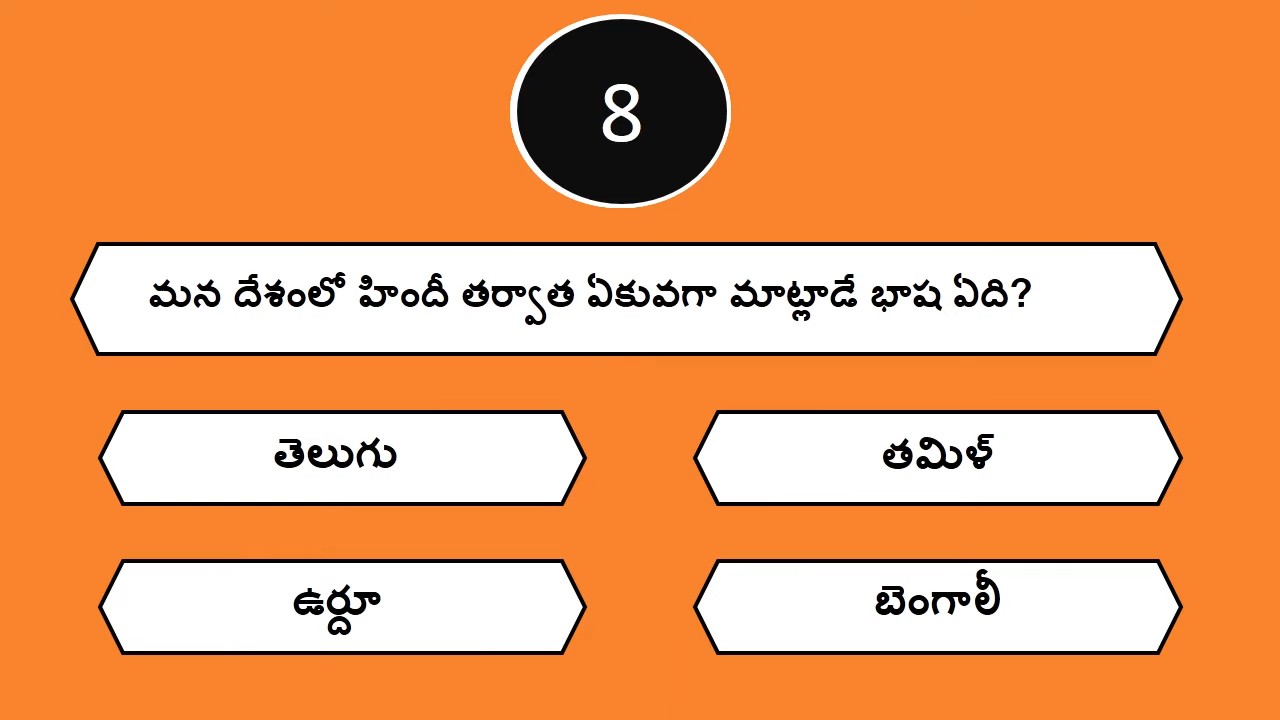 8
మన దేశంలో హిందీ తర్వాత ఏకువగా మాట్లాడే భాష ఏది?
తెలుగు
తమిళ్
ఉర్దూ
బెంగాలీ